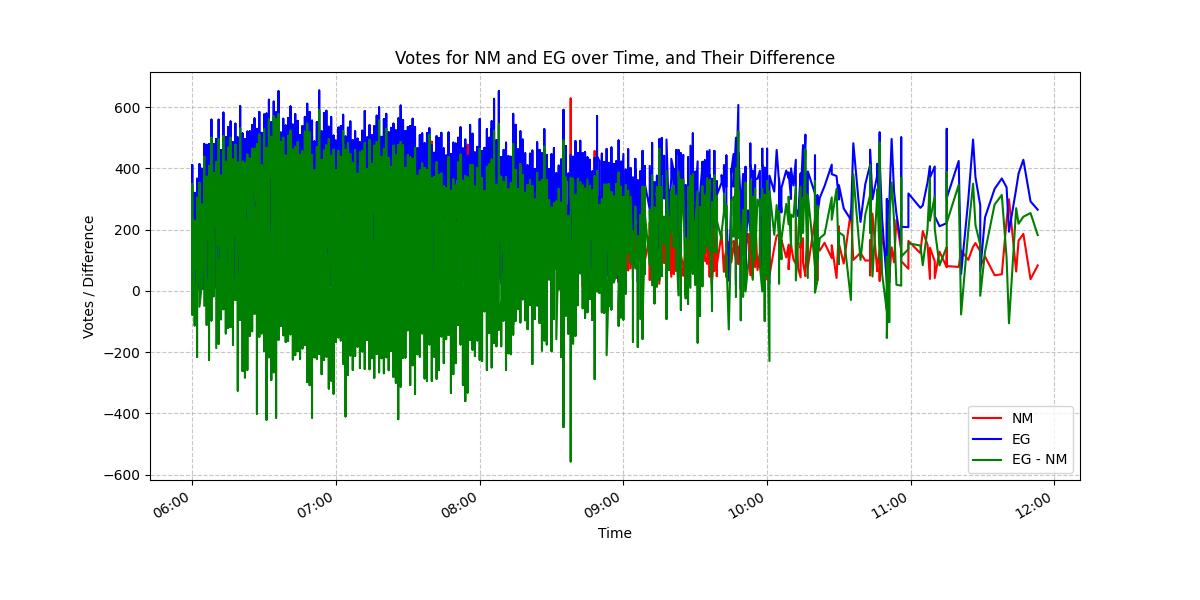 Votes for NM and EG over Time, and Their Difference
Votes / Difference
600
400
200
0
−200
−400
−600
06:00
07:00
08:00
09:00
10:00
11:00
12:00
Time
NM
EG
EG - NM